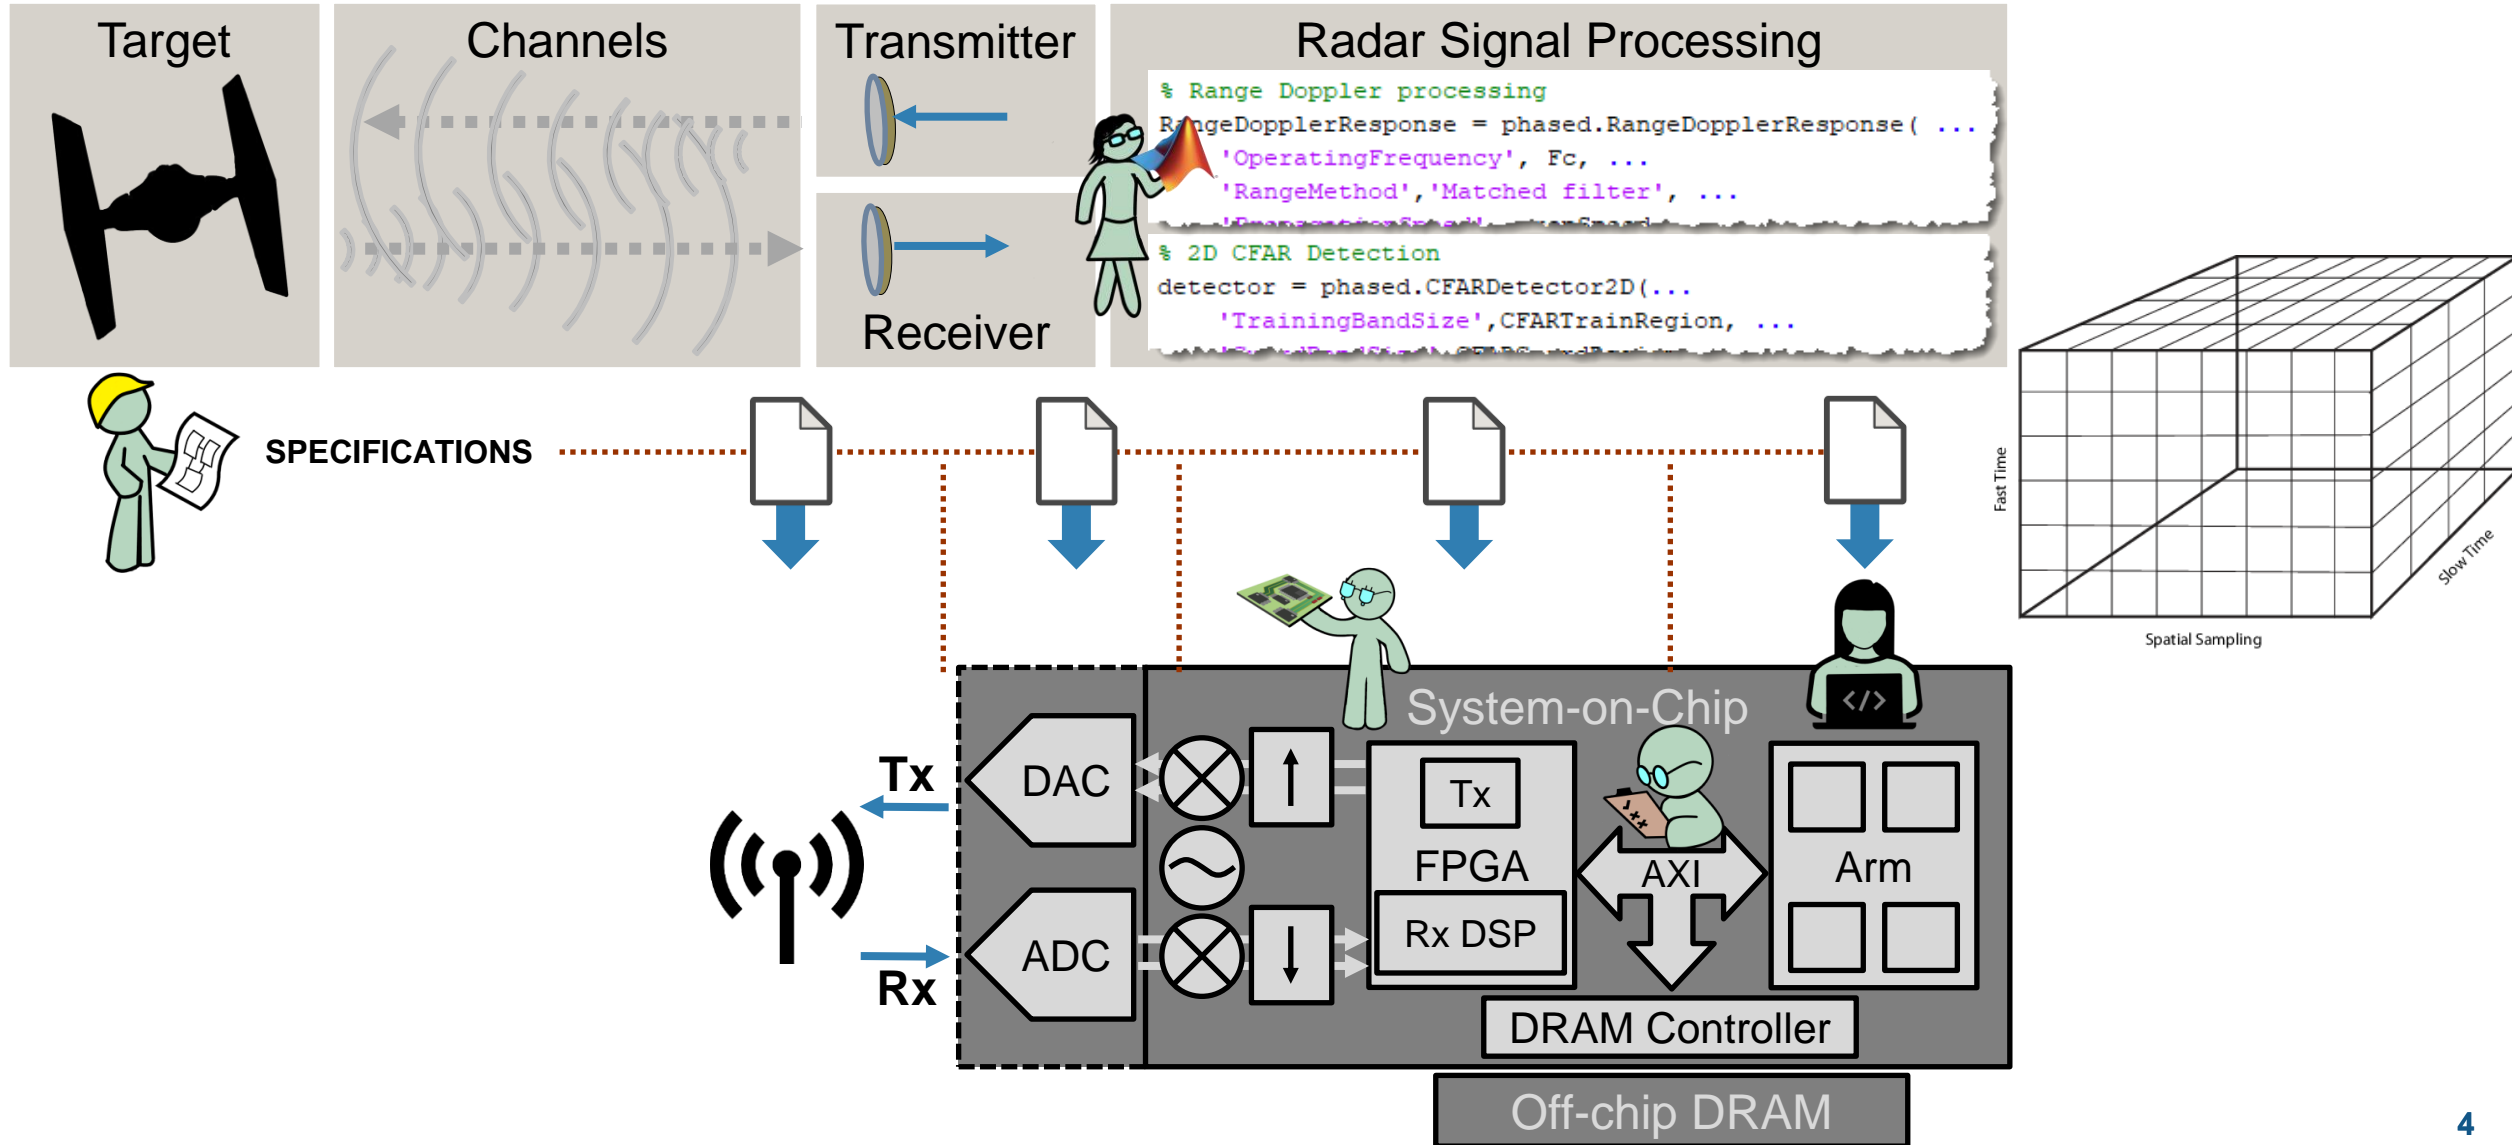 Target
Channels
Transmitter
Receiver
Radar Signal Processing
% Range Doppler processing
RangeDopplerResponse = phased.RangeDopplerResponse( ...
'OperatingFrequency', Fc, ...
'RangeMethod','Matched filter', ...
% 2D CFAR Detection
detector = phased.CFARDetector2D(...
'TrainingBandSize',CFARTrainRegion, ...
SPECIFICATIONS
Fast Time
Slow Time
Spatial Sampling
System-on-Chip
</>
Tx
DAC
Tx
FPGA
AXI
Arm
Rx DSP
ADC
Rx
DRAM Controller
Off-chip DRAM
4